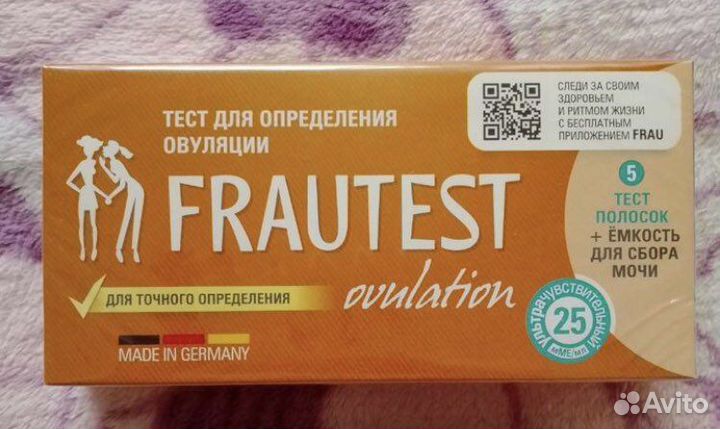 ТЕСТ ДЛЯ ОПРЕДЕЛЕНИЯ
ОВУЛЯЦИИ
FRAUTEST
ovulation
ДЛЯ ТОЧНОГО ОПРЕДЕЛЕНИЯ
MADE IN GERMANY
СЛЕДИ ЗА СВОИМ
ЗДОРОВЬЕМ
И РИТМОМ ЖИЗНИ
С БЕСПЛАТНЫМ
ПРИЛОЖЕНИЕМ FRAU
5
ТЕСТ
ПОЛОСОК
+ ЁМКОСТЬ
ДЛЯ СБОРА
МОЧИ
УЛЬТРАЧУВСТВИТЕЛЬНЫЙ
25
мМЕ/мл
Avito